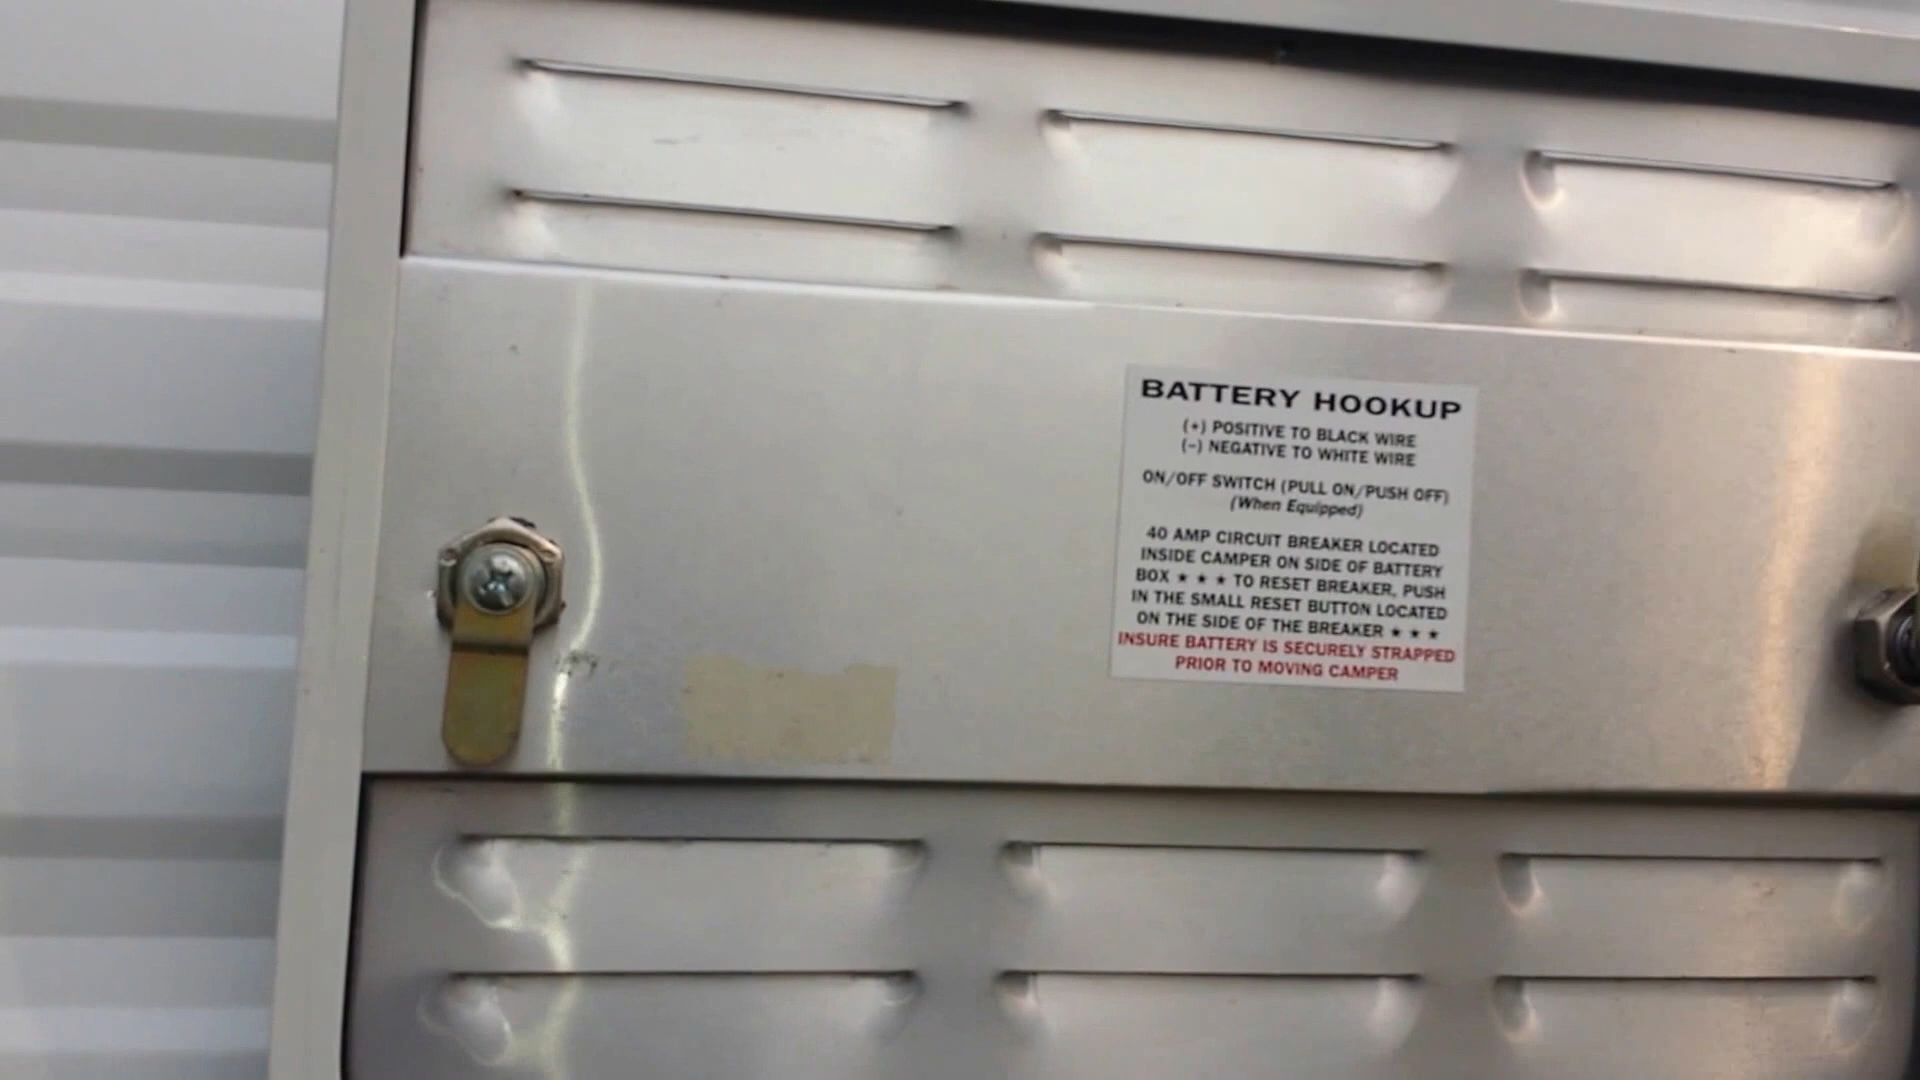 BATTERY HOOKUP
(+) POSITIVE TO BLACK WIRE
(-) NEGATIVE TO WHITE WIRE
ON/OFF SWITCH (PULL ON/PUSH OFF)
(When Equipped)
40 AMP CIRCUIT BREAKER LOCATED
INSIDE CAMPER ON SIDE OF BATTERY
BOX ★ ★ ★ TO RESET BREAKER, PUSH
IN THE SMALL RESET BUTTON LOCATED
ON THE SIDE OF THE BREAKER ★ ★ ★
INSURE BATTERY IS SECURELY STRAPPED
PRIOR TO MOVING CAMPER